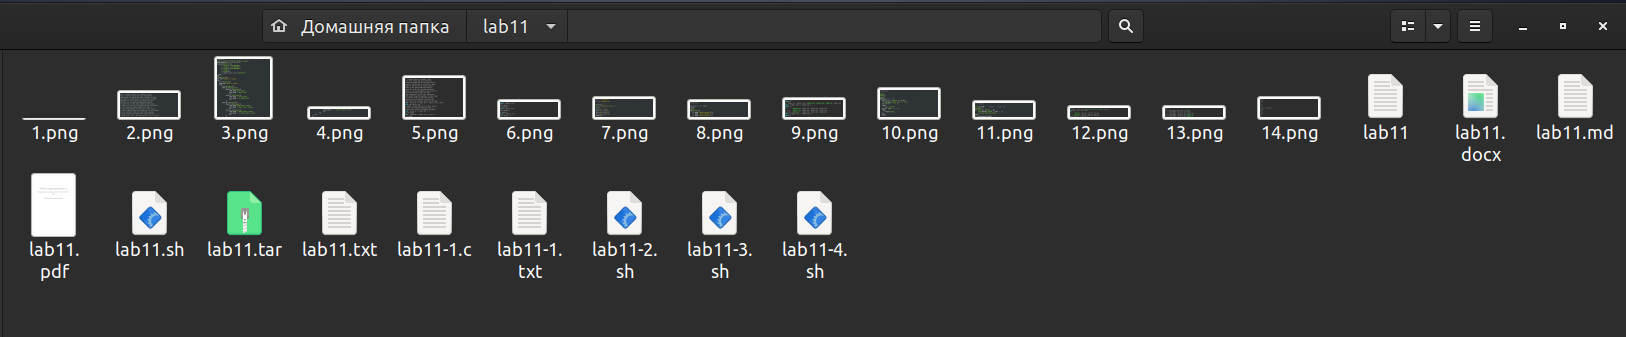 Домашняя папка lab11
1.png 2.png 3.png 4.png 5.png 6.png 7.png 8.png 9.png 10.png 11.png 12.png 13.png 14.png lab11 lab11.docx lab11.md
lab11.pdf lab11.sh lab11.tar lab11.txt lab11-1.c lab11-1.txt lab11-2.sh lab11-3.sh lab11-4.sh